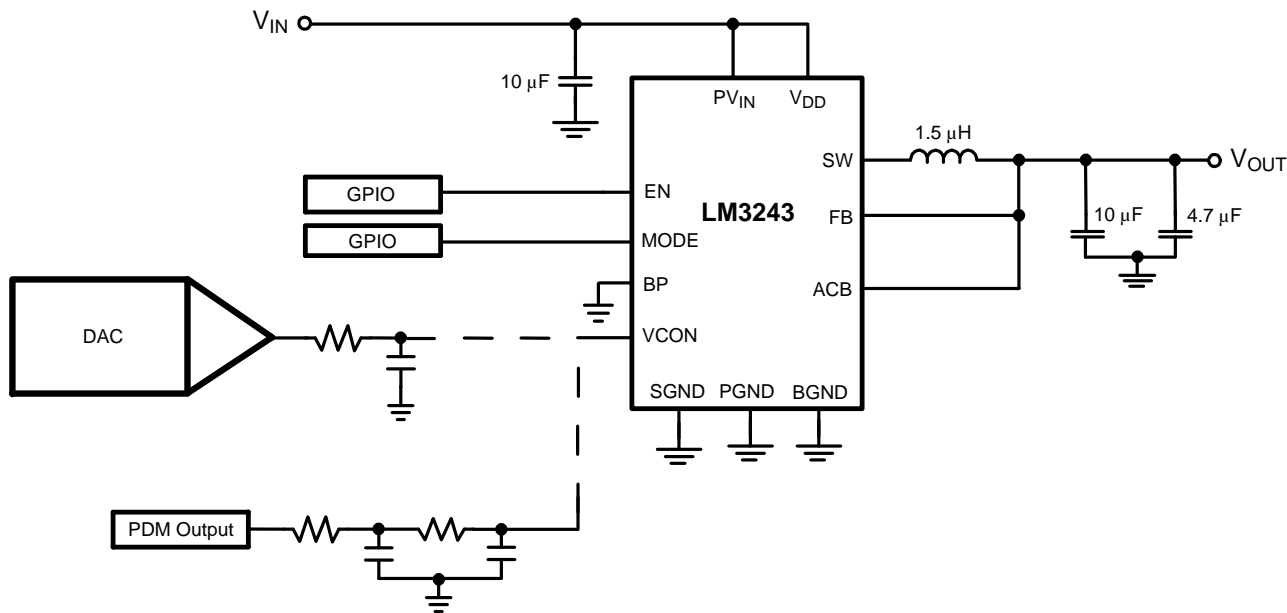 VIN
10 μF
PVIN VDD
1.5 μH
SW
VOUT
GPIO
EN
LM3243
FB
10 μF
4.7 μF
GPIO
MODE
BP
ACB
DAC
VCON
SGND PGND BGND
PDM Output